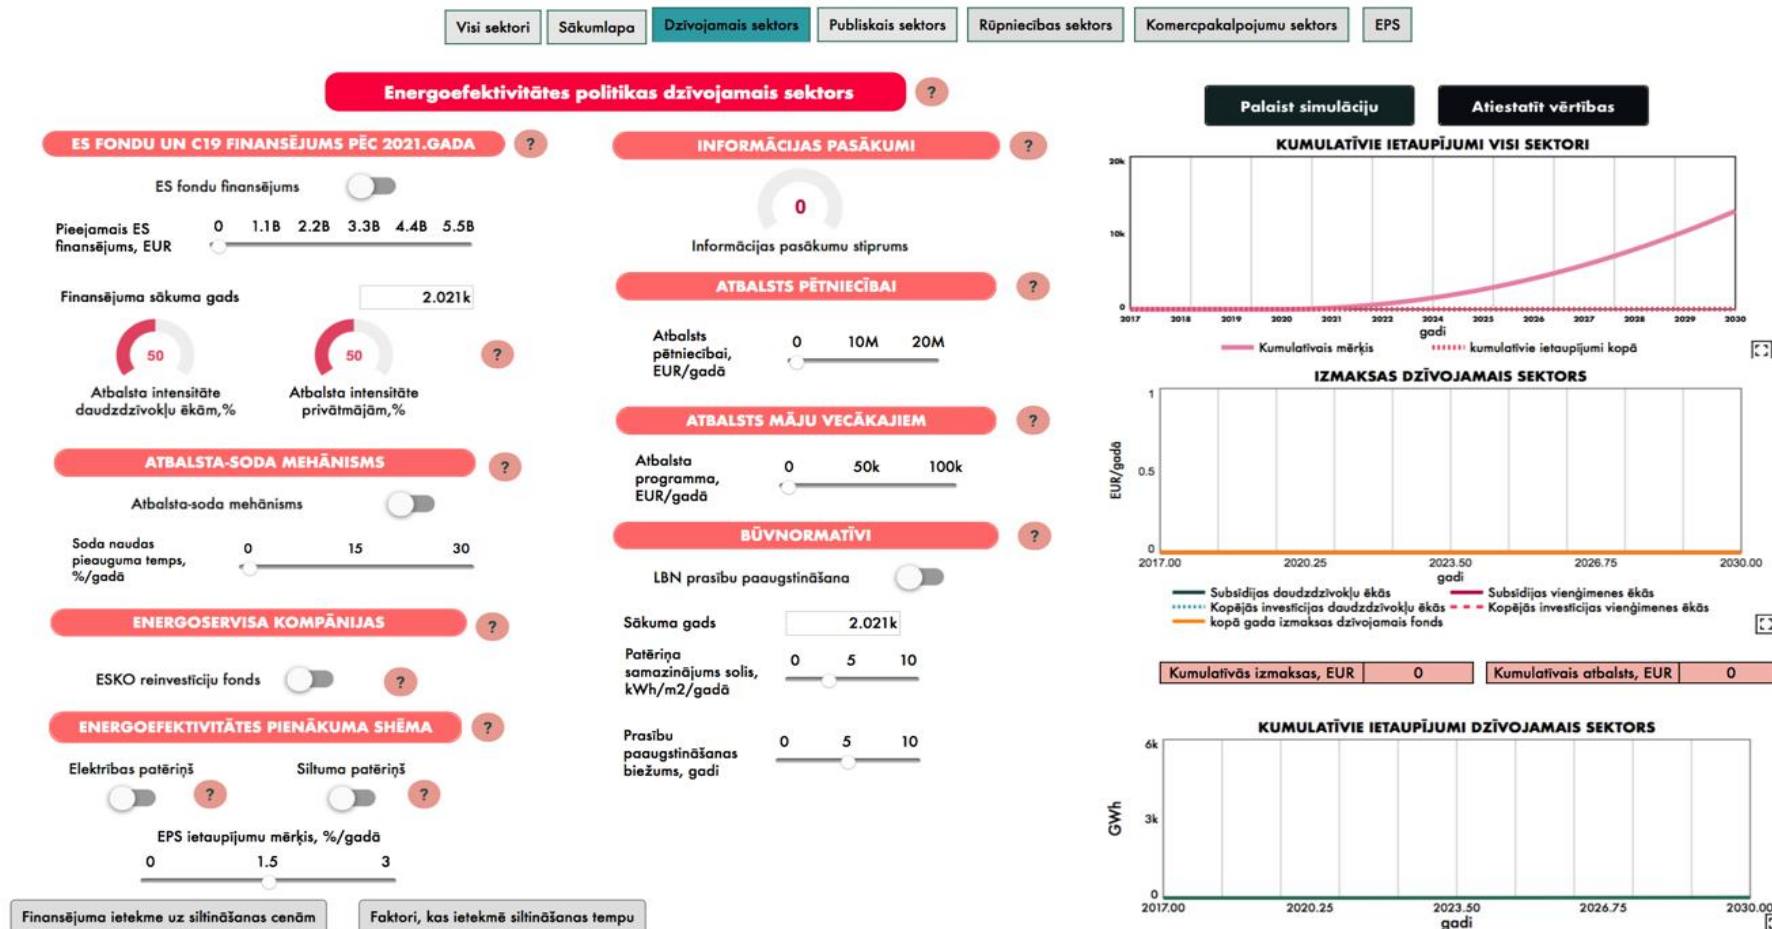 Visi sektori
Sākumlapa
Dzīvojamais sektors
Publiskais sektors
Rūpniecības sektors
Komercpakalpojumu sektors
EPS
Energoefektivitātes politikas dzīvojamais sektors
?
ES FONDU UN C19 FINANSĒJUMS PĒC 2021.GADA
?
ES fondu finansējums
Pieejamais ES
finansējums, EUR
0 1.1B 2.2B 3.3B 4.4B 5.5B
Finansējuma sākuma gads
2.021k
50
50
?
Atbalsta intensitāte
daudzdzīvokļu ēkām,%
Atbalsta intensitāte
privātmājām,%
ATBALSTA-SODA MEHĀNISMS
?
Atbalsta-soda mehānisms
Soda naudas
pieauguma temps,
%/gadā
0 15 30
ENERGOSERVISA KOMPĀNIJAS
?
ESKO reinvestīciju fonds
?
ENERGOEFEKTIVITĀTES PIENĀKUMA SHĒMA
?
Elektrības patēriņš
?
Siltuma patēriņš
?
EPS ietaupījumu mērķis, %/gadā
0 1.5 3
Finansējuma ietekme uz siltināšanas cenām
Faktori, kas ietekmē siltināšanas tempu
INFORMĀCIJAS PASĀKUMI
?
0
Informācijas pasākumu stiprums
ATBALSTS PĒTNIECĪBAI
?
Atbalsts
pētniecībai,
EUR/gadā
0 10M 20M
ATBALSTS MĀJU VECĀKAJIEM
?
Atbalsta
programma,
EUR/gadā
0 50k 100k
BŪVNORMATĪVI
?
LBN prasību paaugstināšana
Sākuma gads
2.021k
Patēriņa
samazinājums solis,
kWh/m2/gadā
0 5 10
Prasību
paaugstināšanas
biežums, gadi
0 5 10
Palaist simulāciju
Atiestatīt vērtības
KUMULATĪVIE IETAUPĪJUMI VISI SEKTORI
20k
10k
0
2017 2018 2019 2020 2021 2022 2024 2025 2026 2027 2028 2029 2030
gadi
Kumulatīvais mērķis
kumulatīvie ietaupījumi kopā
IZMAKSAS DZĪVOJAMAIS SEKTORS
EUR/gadā
1
0.5
0
2017.00 2020.25 2023.50 2026.75 2030.00
gadi
Subsīdijas daudzdzīvokļu ēkās
Subsīdijas vienģimenes ēkās
Kopējās investīcijas daudzdzīvokļu ēkās
Kopējās investīcijas vienģimenes ēkās
kopā gada izmaksas dzīvojamais fonds
Kumulatīvās izmaksas, EUR 0
Kumulatīvais atbalsts, EUR 0
KUMULATĪVIE IETAUPĪJUMI DZĪVOJAMAIS SEKTORS
GWh
6k
3k
0
2017.00 2020.25 2023.50 2026.75 2030.00
gadi